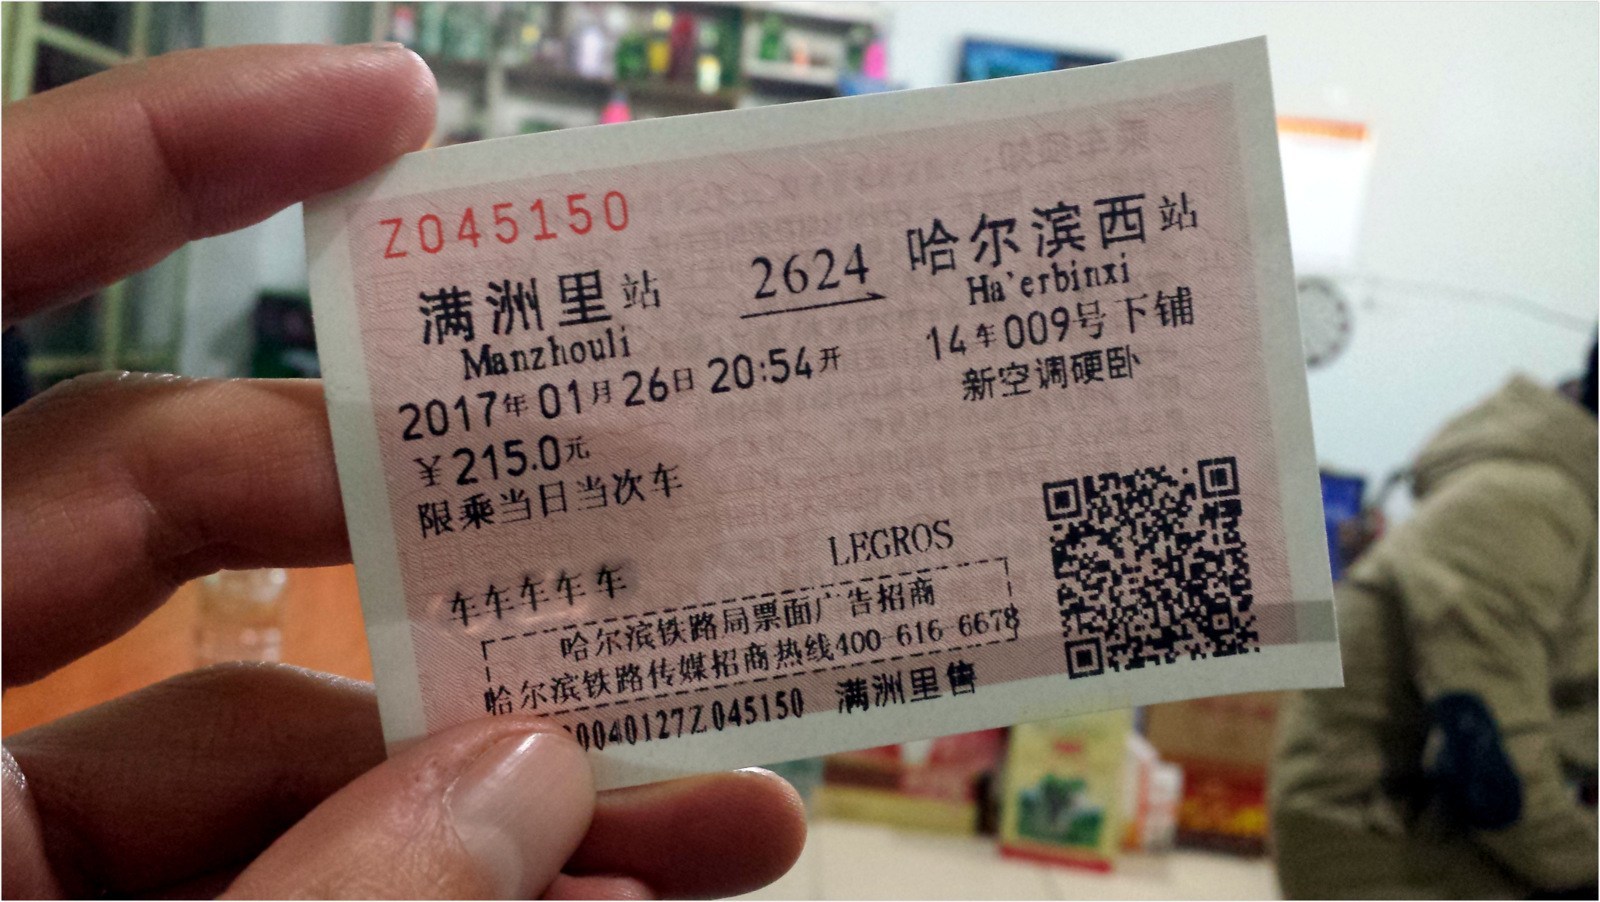 Z045150
满洲里站 2624 哈尔滨西站
Manzhouli Ha'erbinxi
2017年01月26日 20:54开 14车009号下铺
¥215.0元 新空调硬卧
限乘当日当次车
LEGROS
车车车车车
哈尔滨铁路局票面广告招商
哈尔滨铁路传媒招商热线400-616-6678
0040127Z045150 满洲里售